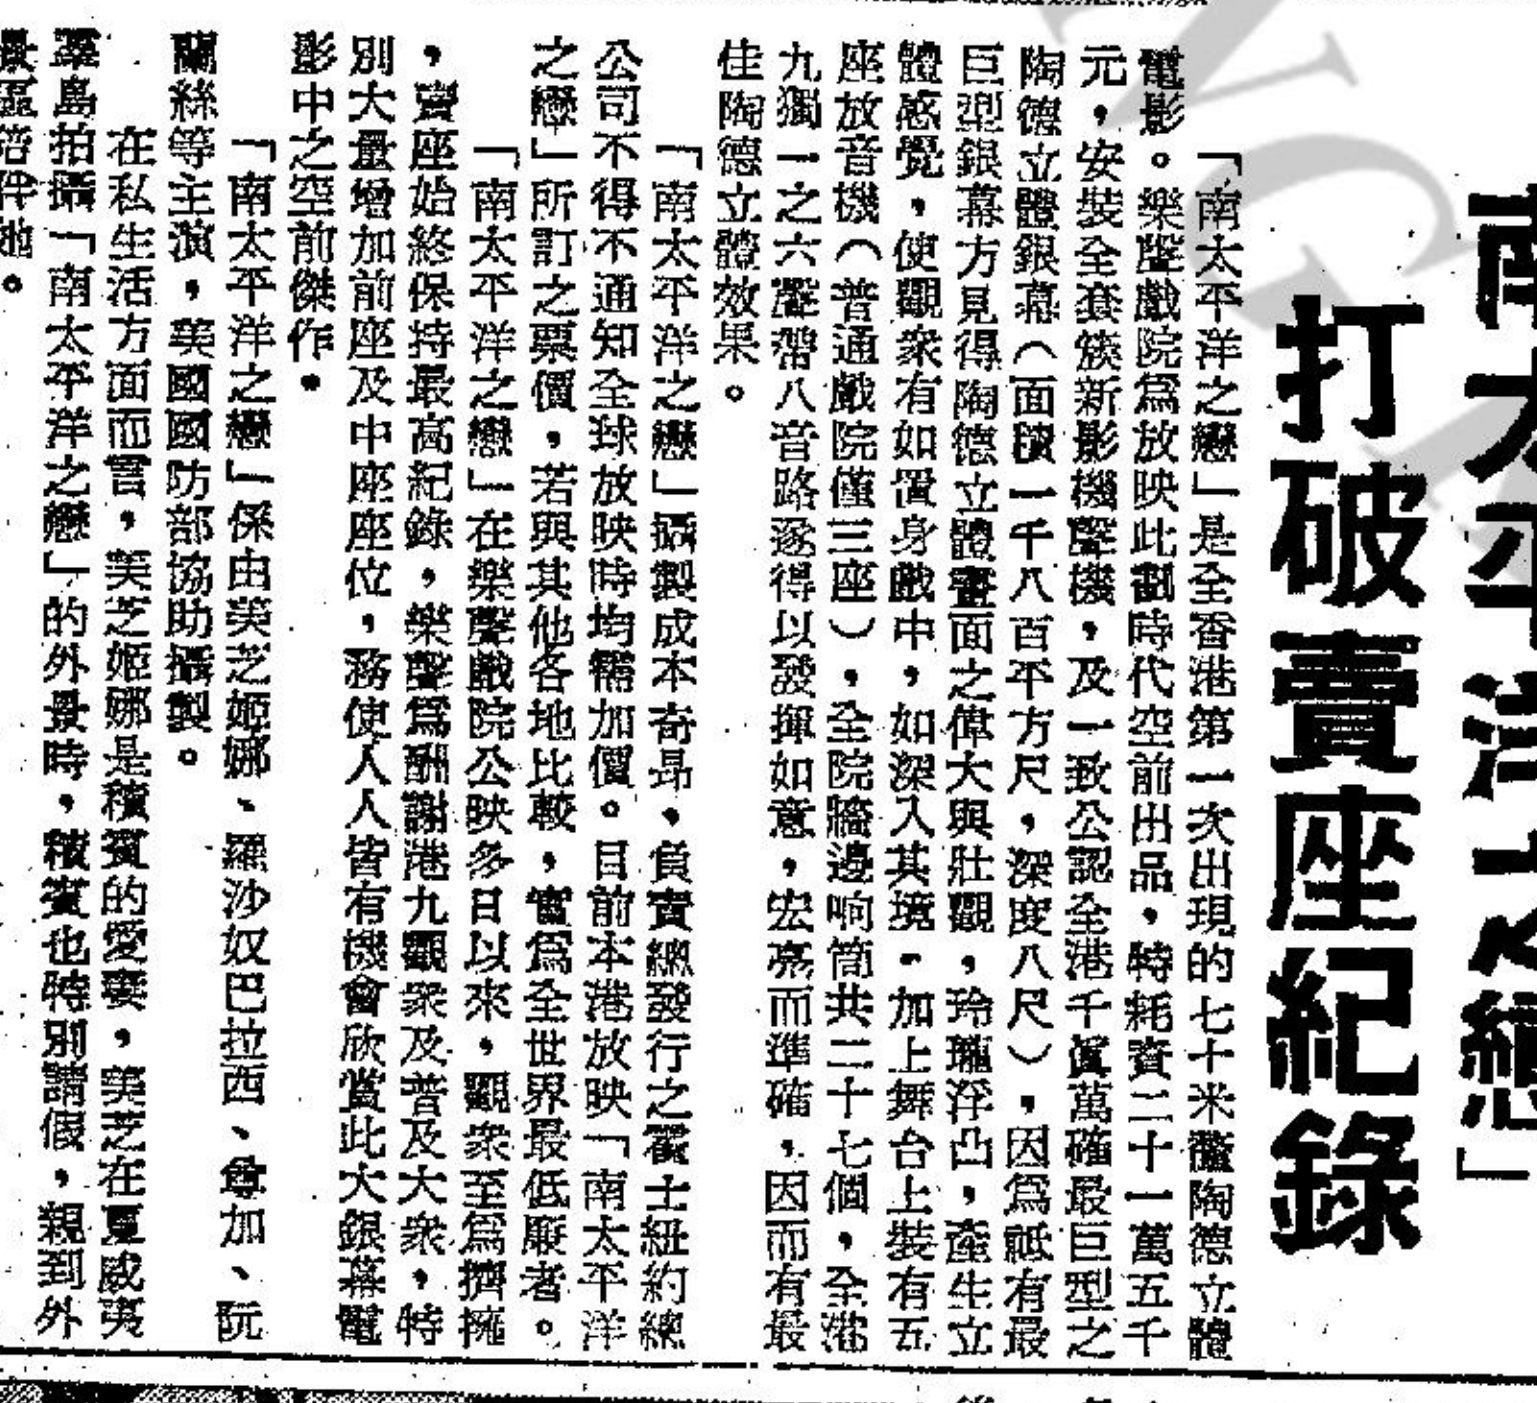 南太平洋之戀」
打破賣座紀錄
「南太平洋之戀」是全香港第一次出現的七十米釐陶德立體
電影。樂聲戲院爲放映此劃時代空前出品，特耗資二十一萬五千
元，安裝全套簇新影機聲機，及一致公認全港千眞萬確最巨型之
陶德立體銀幕（面積一千八百平方尺，深度八尺），因爲祗有最
巨型銀幕方見得陶德立體畫面之偉大與壯觀，玲瓏浮凸，產生立
體感覺，使觀衆有如置身戲中，如深入其境。加上舞台上裝有五
座放音機（普通戲院僅三座），全院牆邊响筒共二十七個，全港
九獨一之六聲帶八音路遂得以發揮如意，宏亮而準確，因而有最
佳陶德立體效果。
「南太平洋之戀」攝製成本奇昂，負責總發行之霍士紐約總
公司不得不通知全球放映時均需加價。目前本港放映「南太平洋
之戀」所訂之票價，若與其他各地比較，實爲全世界最低廠者。
「南太平洋之戀」在樂聲戲院公映多日以來，觀衆至爲擠擁
，賣座始終保持最高紀錄，樂聲爲酬謝港九觀衆及普及大衆，特
別大量增加前座及中座座位，務使人人皆有機會欣賞此大銀幕電
影中之空前傑作。
「南太平洋之戀」係由美芝姬娜、羅沙奴巴拉西、尊加、阮
蘭絲等主演，美國國防部協助攝製。
在私生活方面而言，美芝姬娜是積賓的愛妻，美芝在夏威夷
羣島拍攝「南太平洋之戀」的外景時，積賓也特別請假，親到外
景區陪伴她。